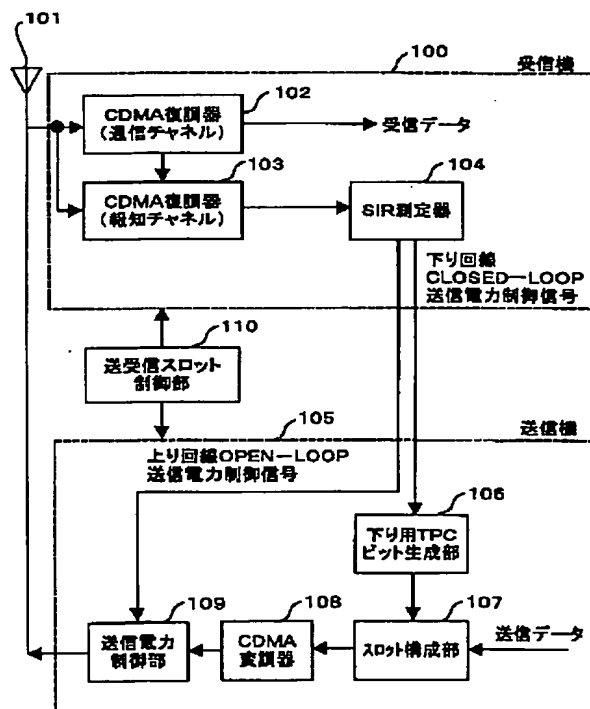 101
100
受信機
102
CDMA復調器
(通信チャネル)
受信データ
103
CDMA復調器
(報知チャネル)
104
SIR測定器
下り回線
CLOSED-LOOP
送信電力制御信号
110
送受信スロット
制御部
105
送信機
上り回線OPEN-LOOP
送信電力制御信号
106
下り用TPC
ビット生成部
109
送信電力
制御部
108
CDMA
変調器
107
スロット構成部
送信データ